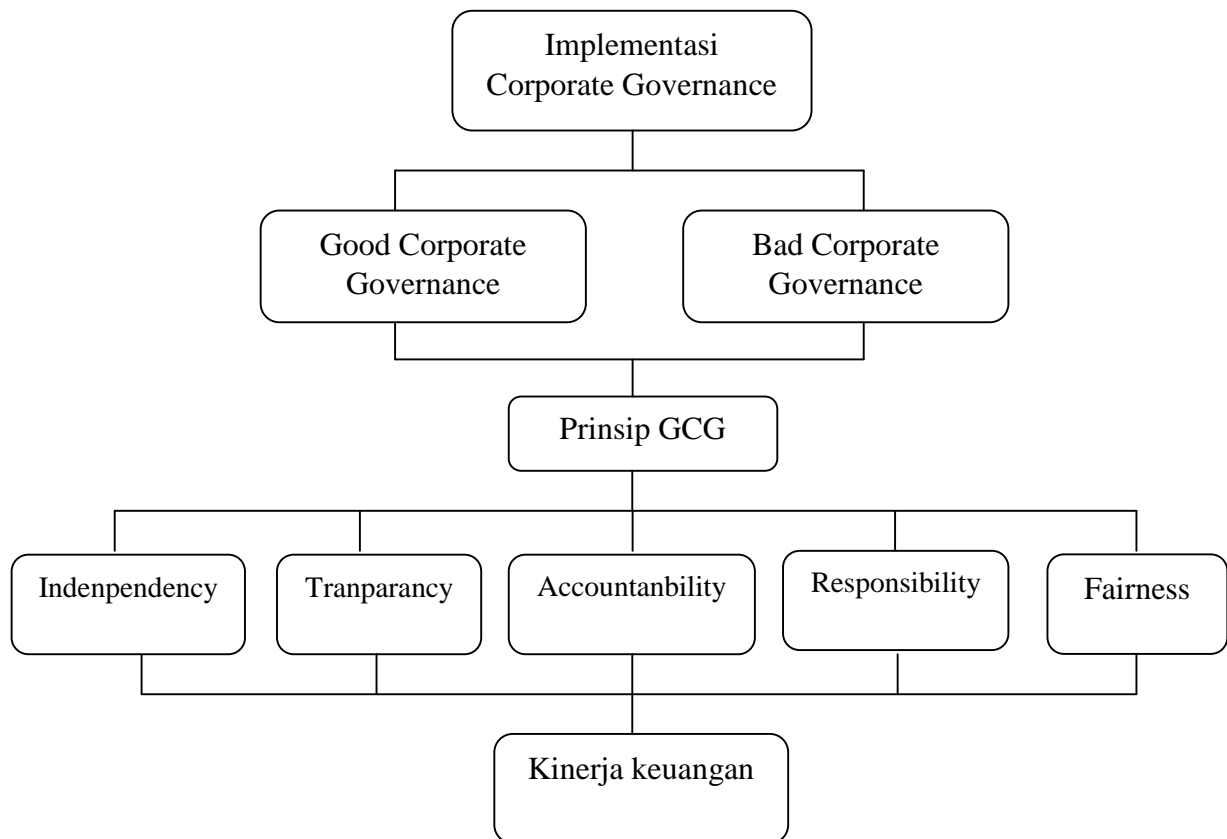 Implementasi
Corporate Governance
Good Corporate
Governance
Bad Corporate
Governance
Prinsip GCG
Indenpendency
Tranparancy
Accountanbility
Responsibility
Fairness
Kinerja keuangan